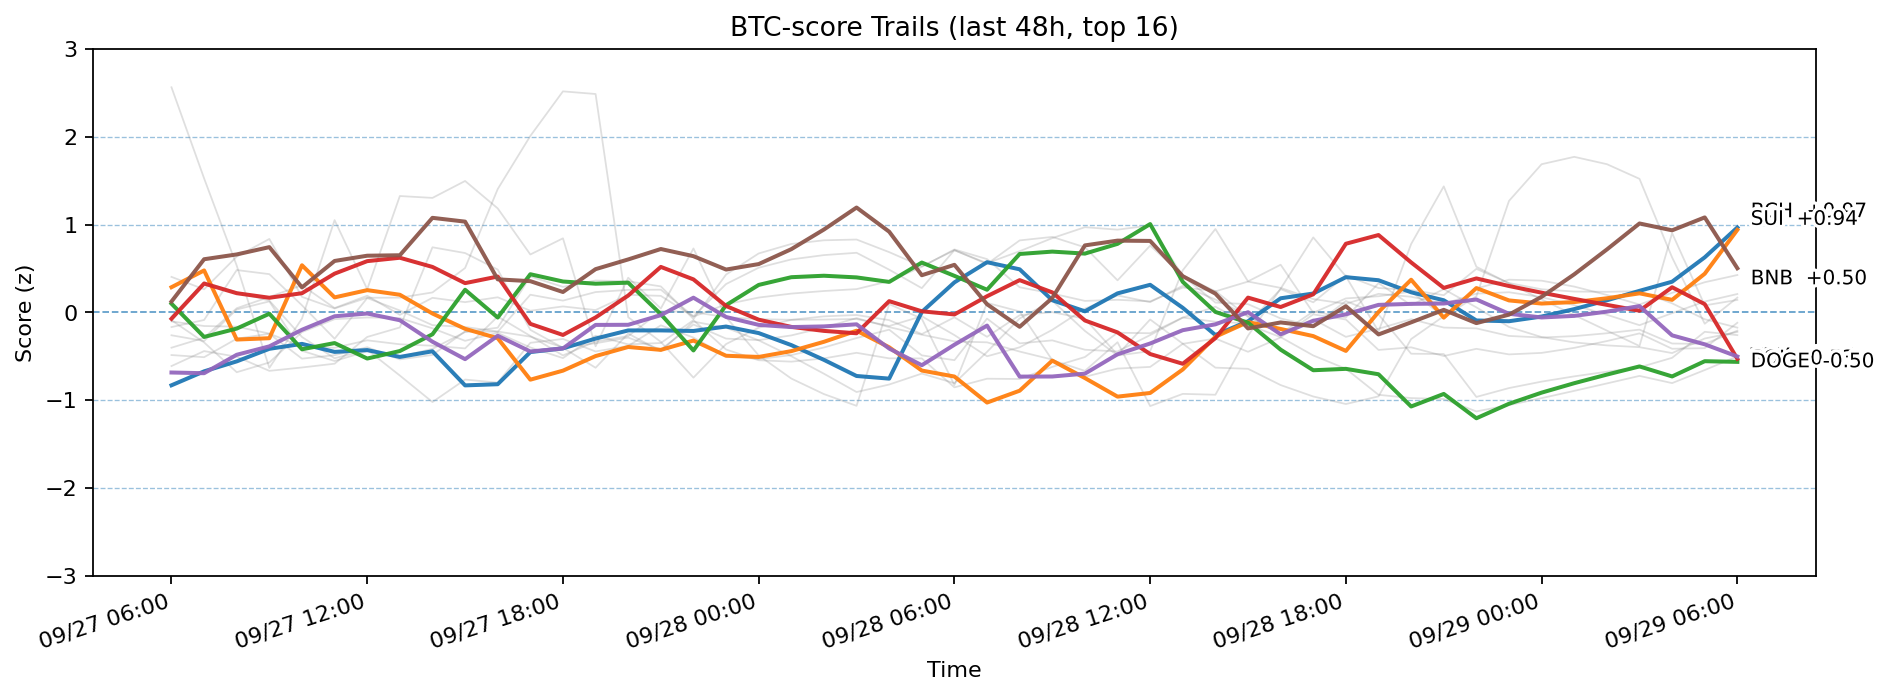 BTC-score Trails (last 48h, top 16)
Score (z)
3
2
1
0
−1
−2
−3
SUI +0.94
BNB +0.50
DOGE-0.50
09/27 06:00
09/27 12:00
09/27 18:00
09/28 00:00
09/28 06:00
09/28 12:00
09/28 18:00
09/29 00:00
09/29 06:00
Time